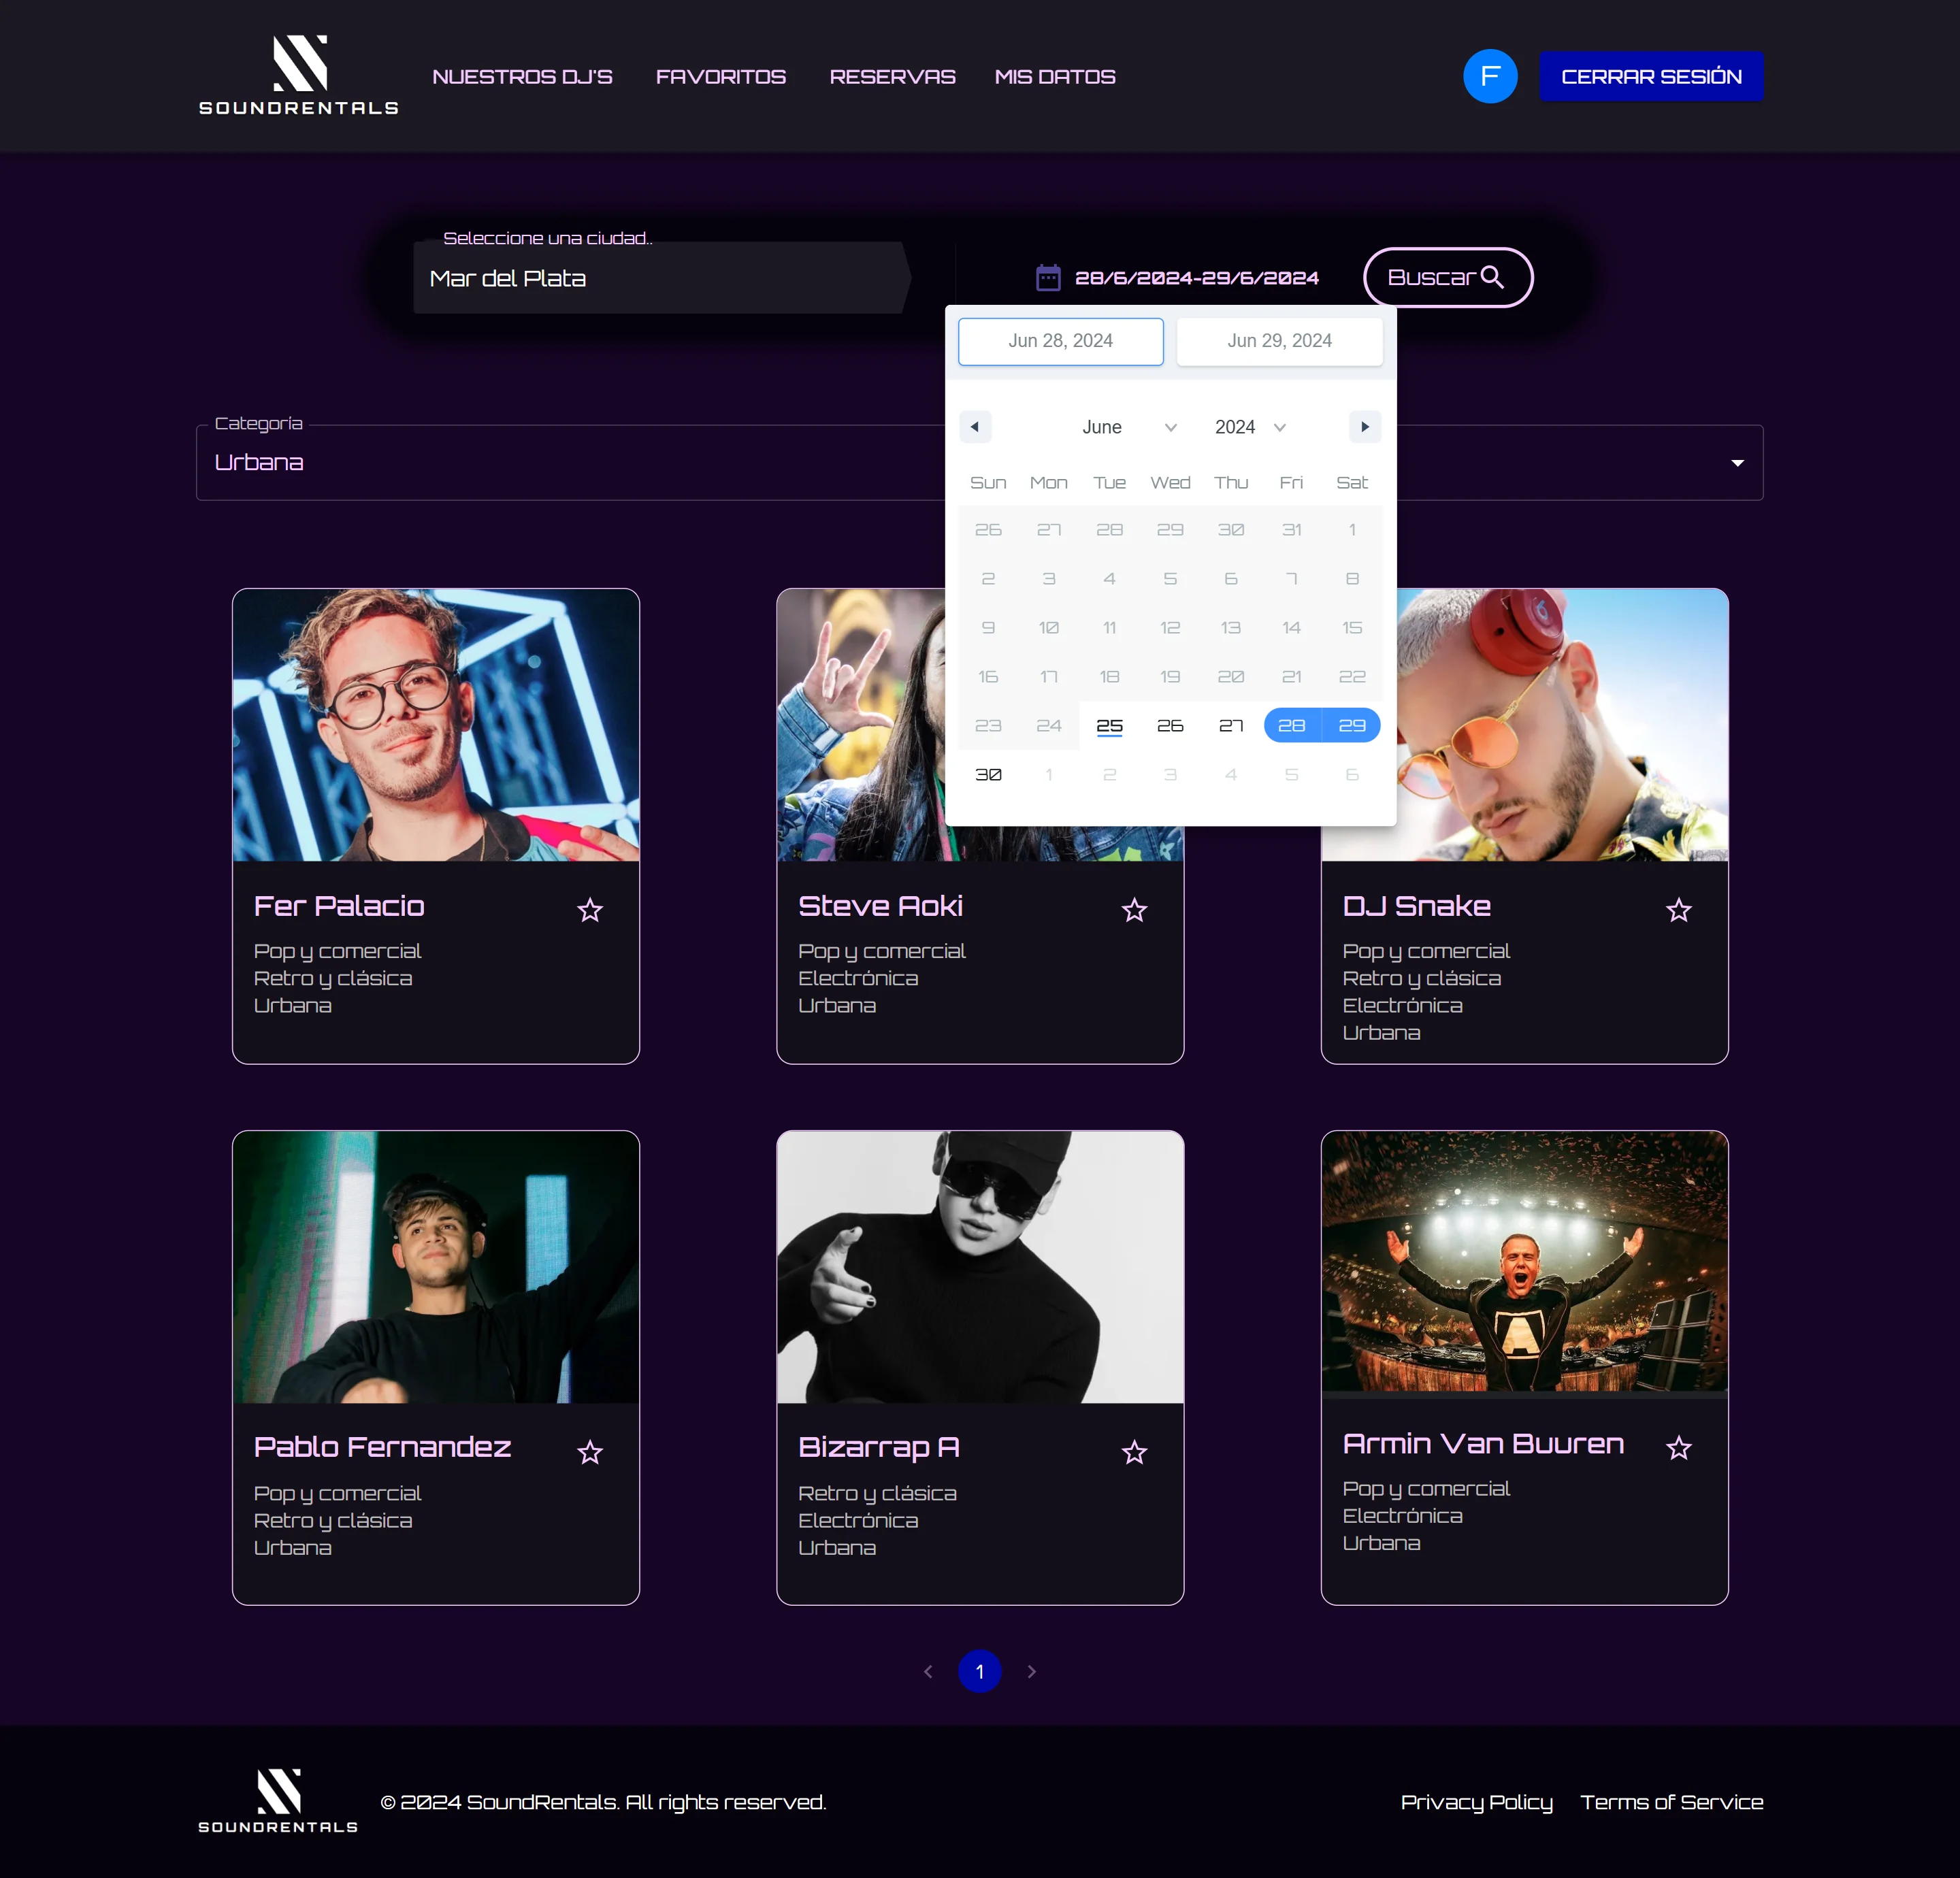 SOUNDRENTALS
NUESTROS DJ'S FAVORITOS RESERVAS MIS DATOS
F
CERRAR SESIÓN
Seleccione una ciudad..
Mar del Plata
28/6/2024-29/6/2024
Buscar
Jun 28, 2024 Jun 29, 2024
Categoría
Urbana
June 2024
Sun Mon Tue Wed Thu Fri Sat
26 27 28 29 30 31 1
2 3 4 5 6 7 8
9 10 11 12 13 14 15
16 17 18 19 20 21 22
23 24 25 26 27 28 29
30 1 2 3 4 5 6
Fer Palacio
Pop y comercial
Retro y clásica
Urbana
Steve Aoki
Pop y comercial
Electrónica
Urbana
DJ Snake
Pop y comercial
Retro y clásica
Electrónica
Urbana
Pablo Fernandez
Pop y comercial
Retro y clásica
Urbana
Bizarrap A
Retro y clásica
Electrónica
Urbana
A
Armin Van Buuren
Pop y comercial
Electrónica
Urbana
1
SOUNDRENTALS
© 2024 SoundRentals. All rights reserved.
Privacy Policy Terms of Service